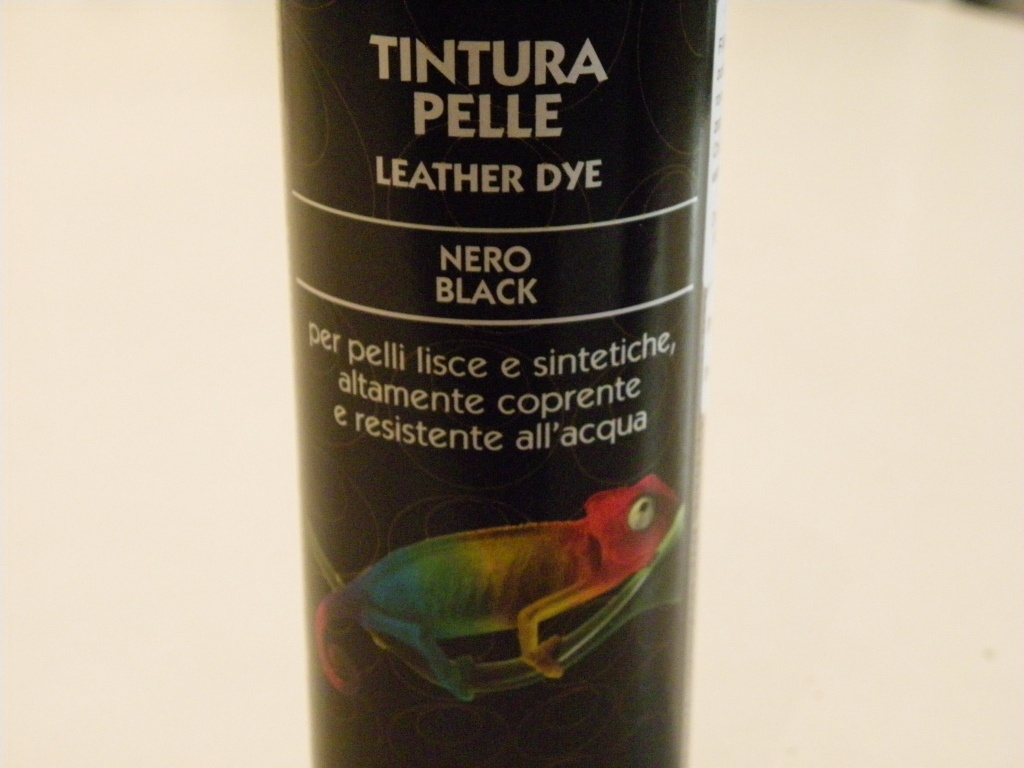 TINTURA
PELLE
LEATHER DYE
NERO
BLACK
per pelli lisce e sintetiche,
altamente coprente
e resistente all'acqua